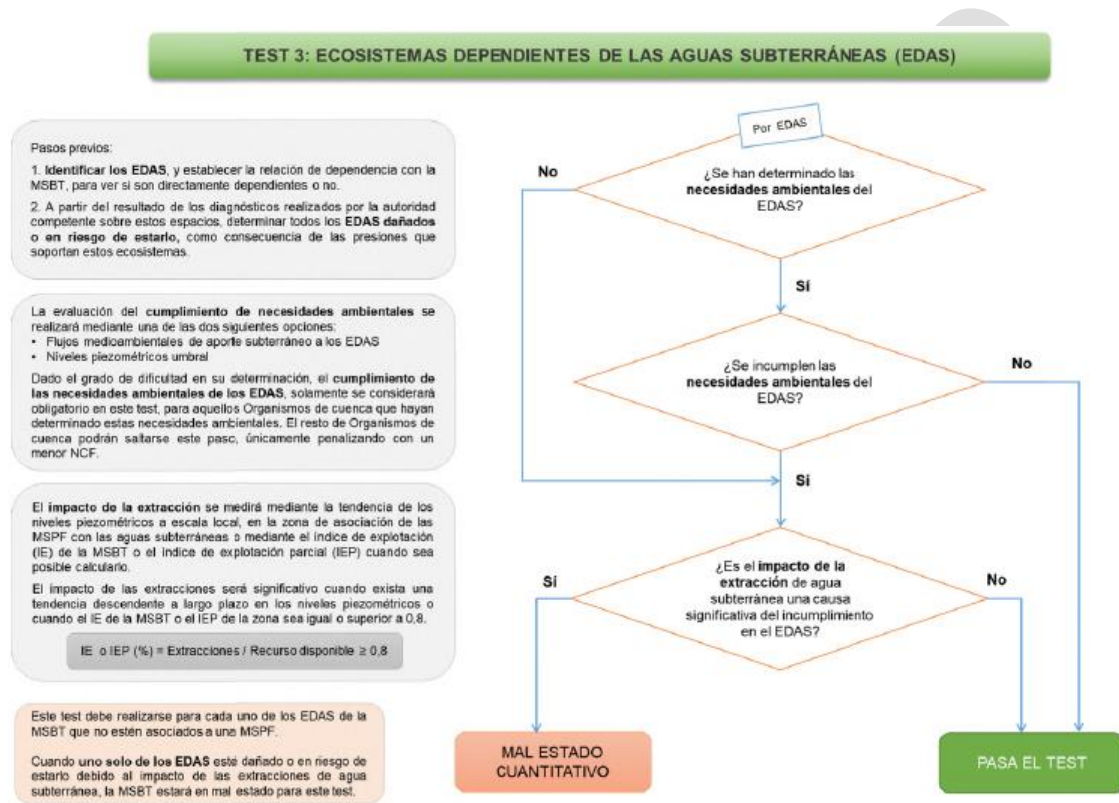 TEST 3: ECOSISTEMAS DEPENDIENTES DE LAS AGUAS SUBTERRÁNEAS (EDAS)
Pasos previos:
1. Identificar los EDAS, y establecer la relación de dependencia con la
MSBT, para ver si son directamente dependientes o no.
2. A partir del resultado de los diagnósticos realizados por la autoridad
competente sobre estos espacios, determinar todos los EDAS dañados
o en riesgo de estarlo, como consecuencia de las presiones que
soportan estos ecosistemas.
La evaluación del cumplimiento de necesidades ambientales se
realizará mediante una de las dos siguientes opciones:
• Flujos medioambientales de aporte subterráneo a los EDAS
• Niveles piezométricos umbral
Dado el grado de dificultad en su determinación, el cumplimiento de
las necesidades ambientales de los EDAS, solamente se considerará
obligatorio en este test, para aquellos Organismos de cuenca que hayan
determinado estas necesidades ambientales. El resto de Organismos de
cuenca podrán saltarse este paso, únicamente penalizando con un
menor NCF.
El impacto de la extracción se medirá mediante la tendencia de los
niveles piezométricos a escala local, en la zona de asociación de las
MSPF con las aguas subterráneas o mediante el índice de explotación
(IE) de la MSBT o el índice de explotación parcial (IEP) cuando sea
posible calcularlo.
El impacto de las extracciones será significativo cuando exista una
tendencia descendente a largo plazo en los niveles piezométricos o
cuando el IE de la MSBT o el IEP de la zona sea igual o superior a 0,8.
IE o IEP (%) = Extracciones / Recurso disponible ≥ 0,8
Este test debe realizarse para cada uno de los EDAS de la
MSBT que no estén asociados a una MSPF.
Cuando uno solo de los EDAS esté dañado o en riesgo de
estarlo debido al impacto de las extracciones de agua
subterránea, la MSBT estará en mal estado para este test.
Por EDAS
¿Se han determinado las
necesidades ambientales del
EDAS?
No
Sí
¿Se incumplen las
necesidades ambientales del
EDAS?
No
Sí
¿Es el impacto de la
extracción de agua
subterránea una causa
significativa del incumplimiento
en el EDAS?
Sí
No
MAL ESTADO
CUANTITATIVO
PASA EL TEST